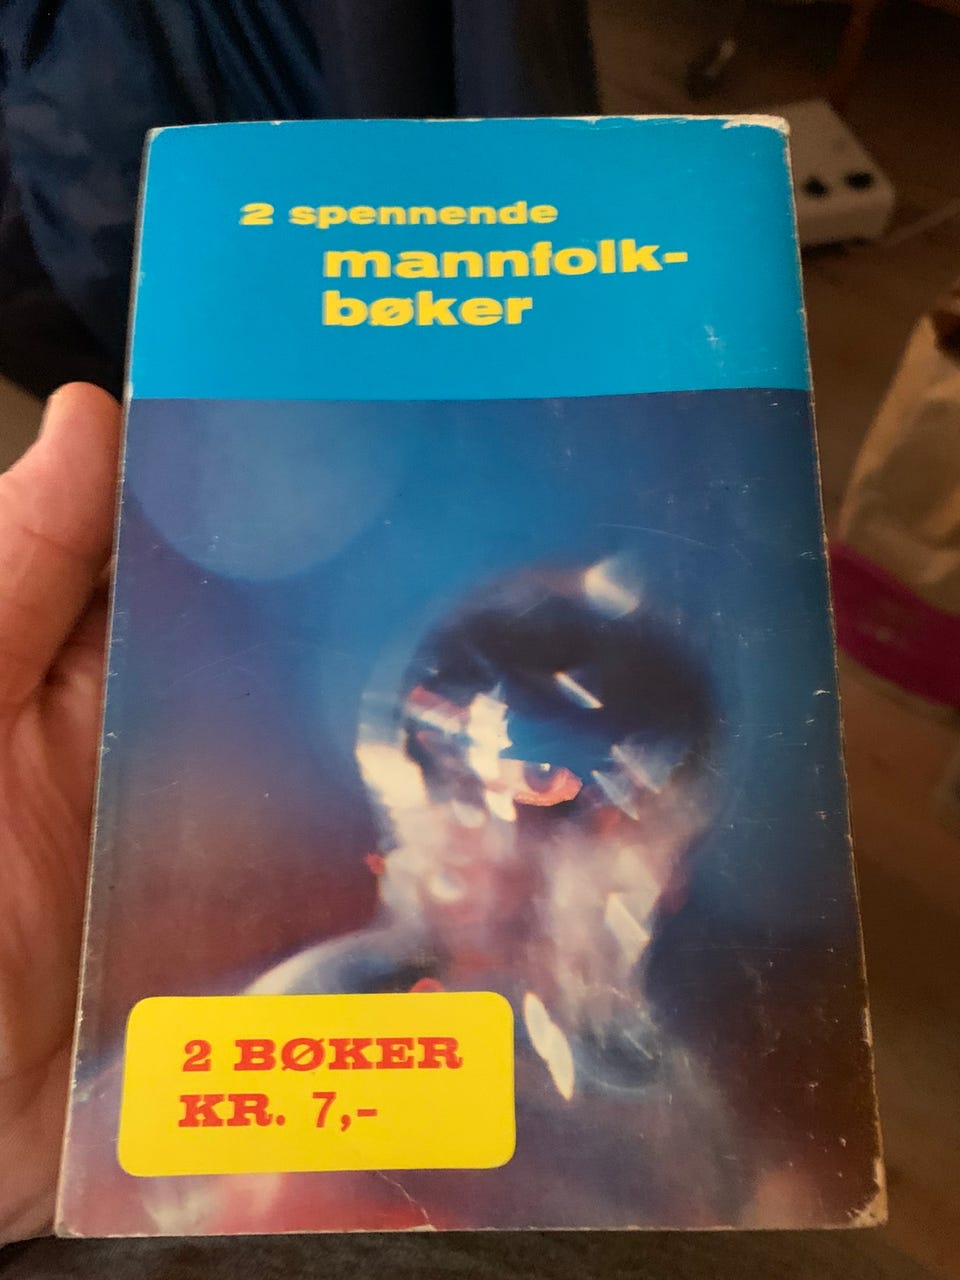 2 spennende
mannfolk-
bøker
2 BØKER
KR. 7,-